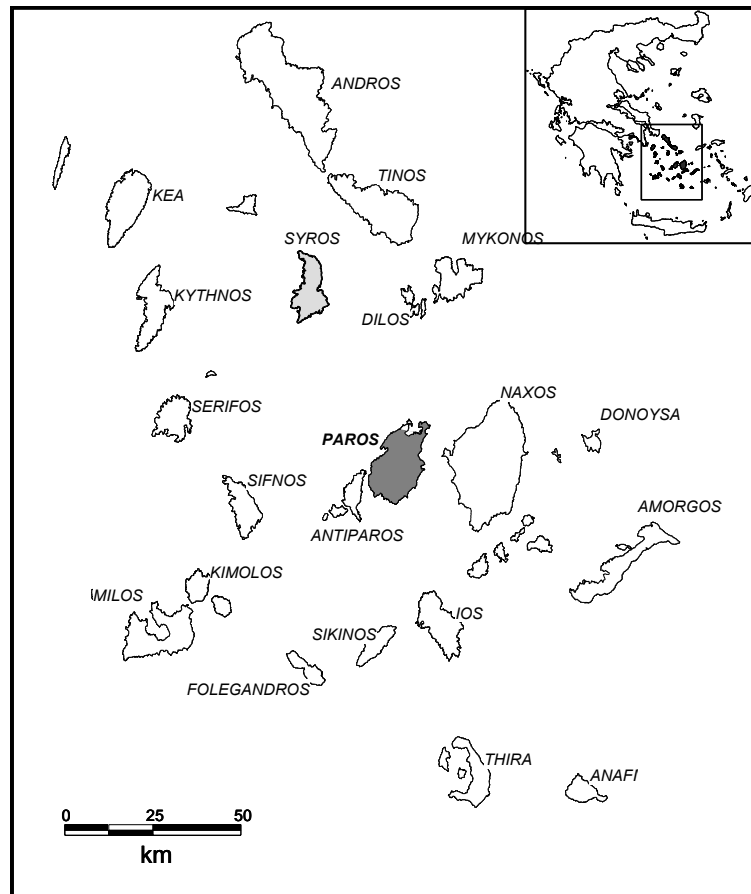 ANDROS
TINOS
KEA
SYROS
MYKONOS
KYTHNOS
DILOS
NAXOS
SERIFOS
DONOYSA
PAROS
SIFNOS
AMORGOS
ANTIPAROS
KIMOLOS
MILOS
IOS
SIKINOS
FOLEGANDROS
THIRA
ANAFI
0 25 50
km